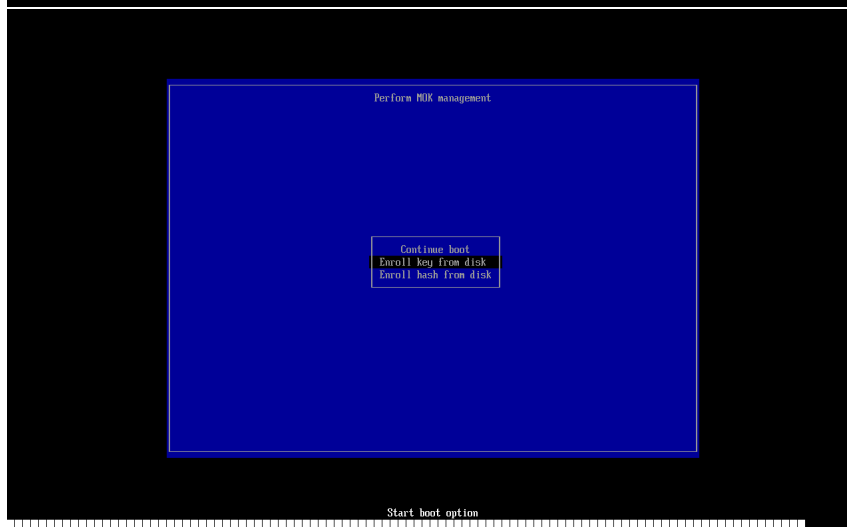 Perform MOK management
Continue boot
Enroll key from disk
Enroll hash from disk
Start boot option